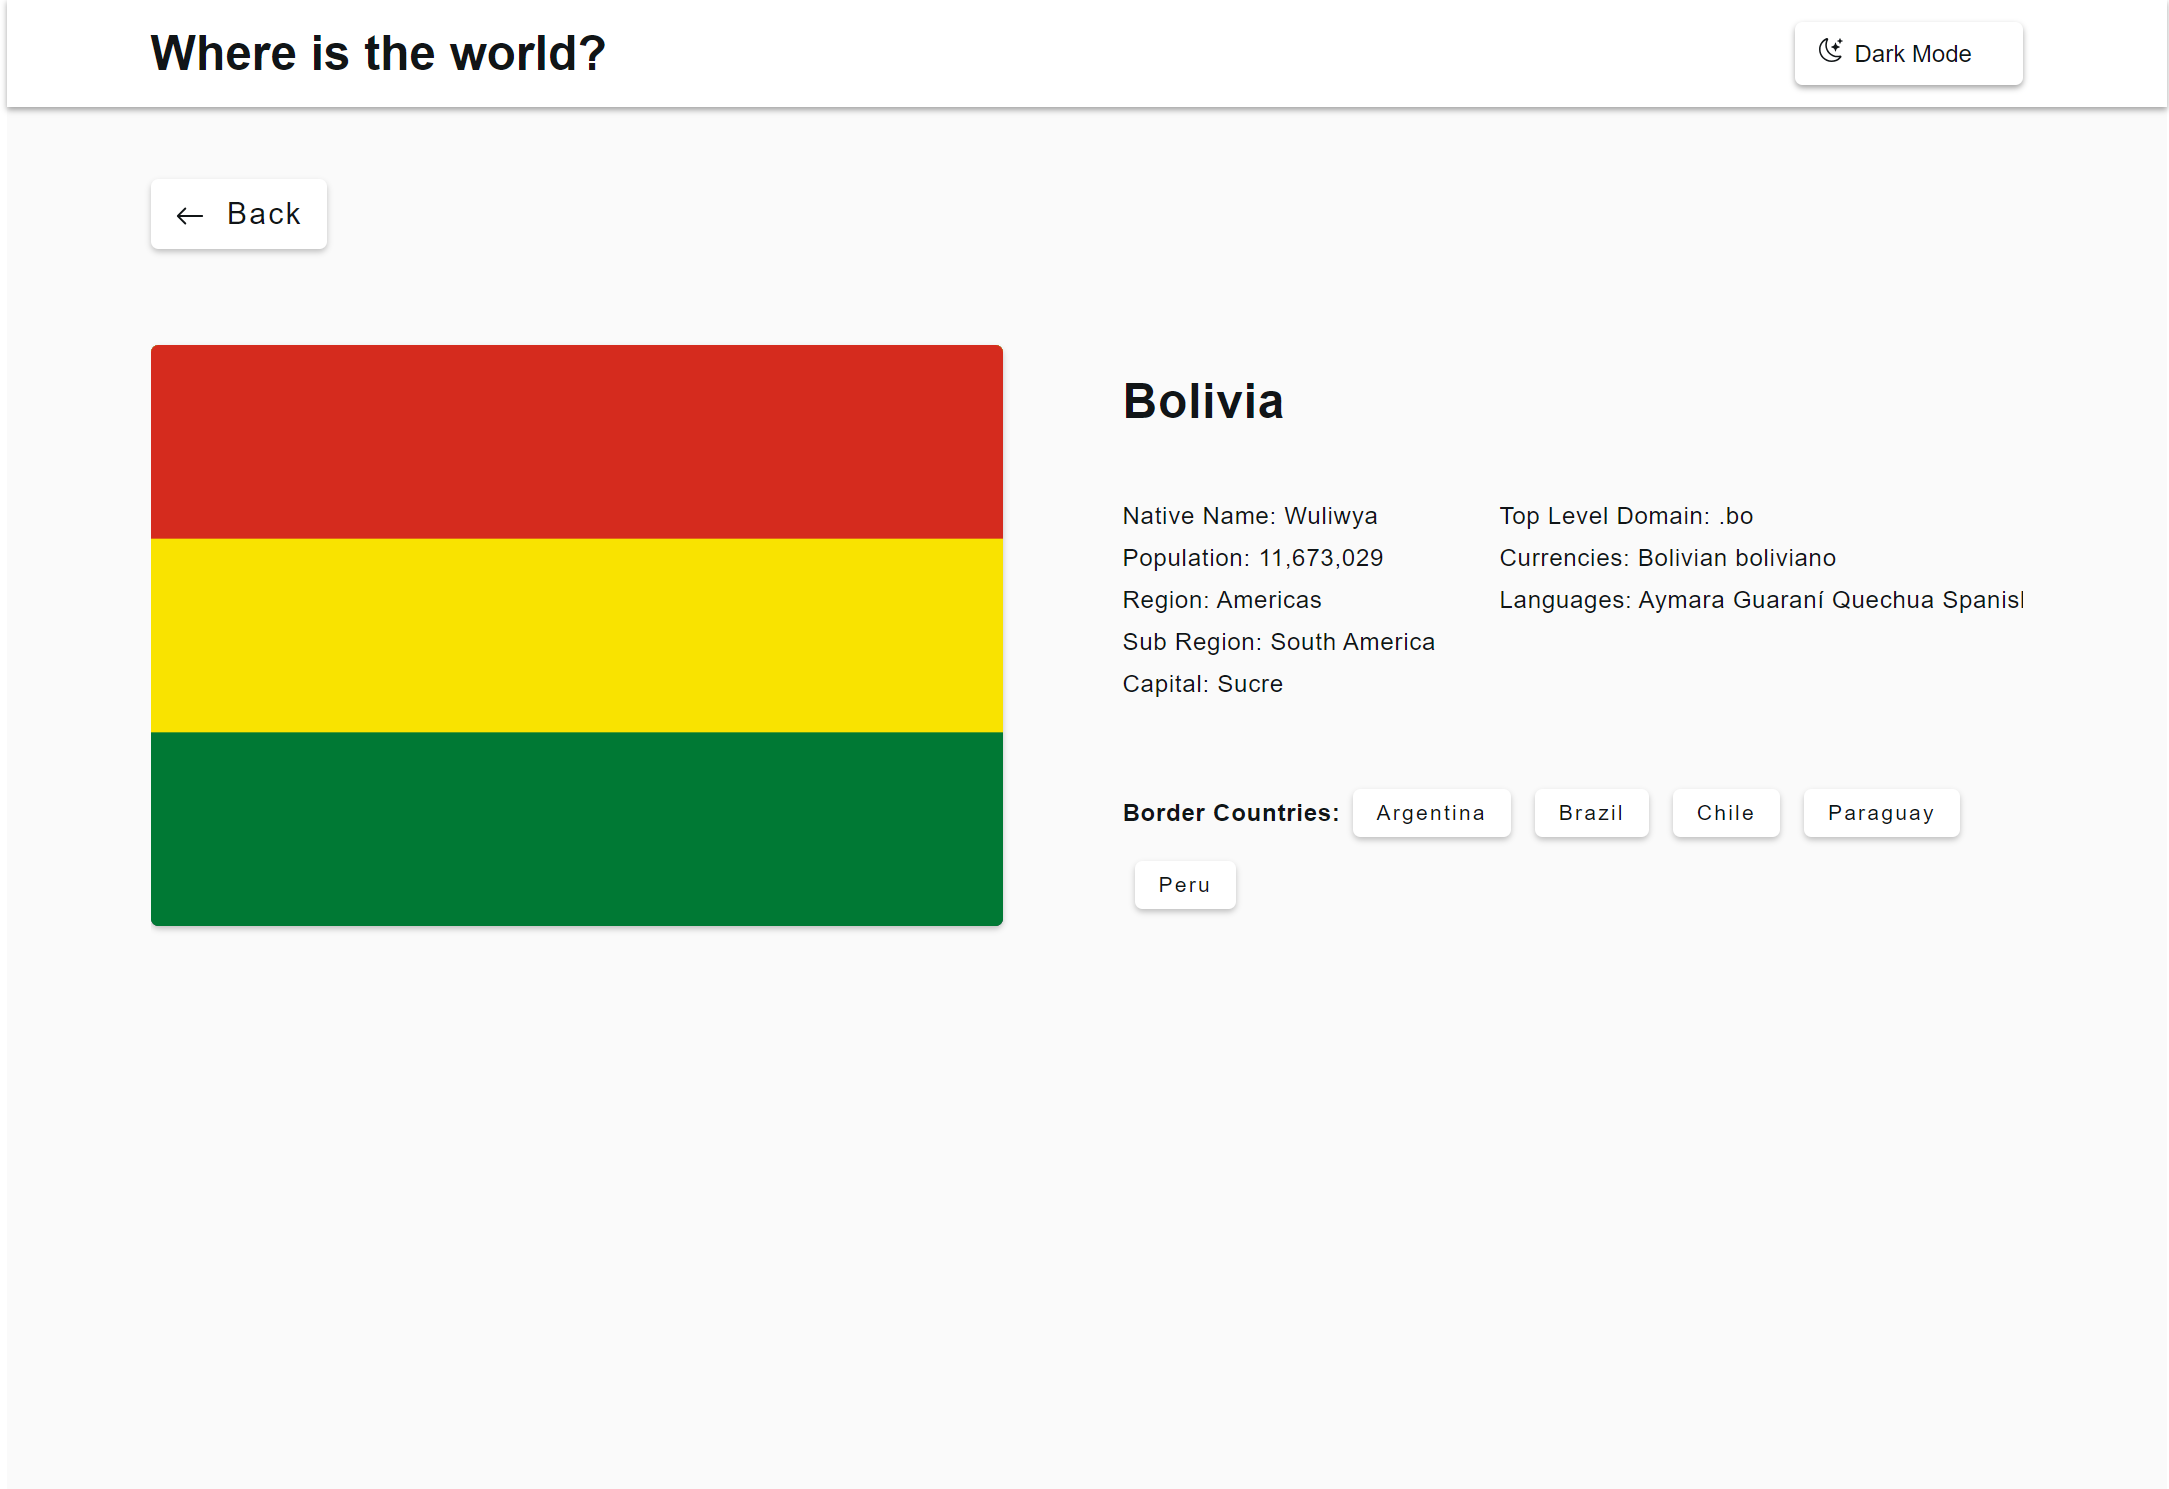 Where is the world?
Dark Mode
Back
Bolivia
Native Name: Wuliwya
Population: 11,673,029
Region: Americas
Sub Region: South America
Capital: Sucre
Top Level Domain: .bo
Currencies: Bolivian boliviano
Languages: Aymara Guaraní Quechua Spanish
Border Countries: Argentina Brazil Chile Paraguay
Peru